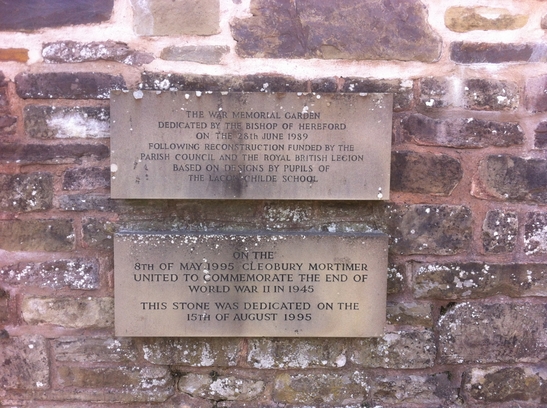 THE WAR MEMORIAL GARDEN
DEDICATED BY THE BISHOP OF HEREFORD
ON THE 28th JUNE 1989
FOLLOWING RECONSTRUCTION FUNDED BY THE
PARISH COUNCIL AND THE ROYAL BRITISH LEGION
BASED ON DESIGNS BY PUPILS OF
THE LACON CHILDE SCHOOL
ON THE
8TH OF MAY 1995 CLEOBURY MORTIMER
UNITED TO COMMEMORATE THE END OF
WORLD WAR II IN 1945
THIS STONE WAS DEDICATED ON THE
15TH OF AUGUST 1995